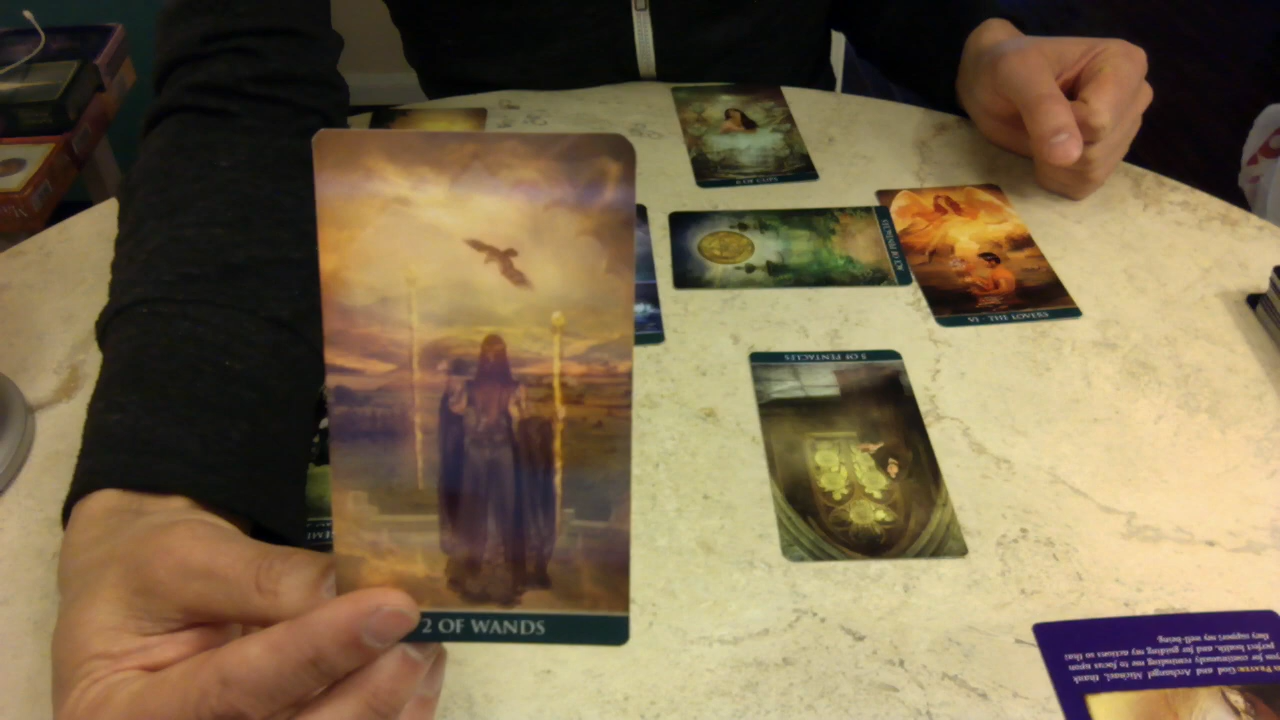 OF CUPS
ACE OF PENTACLES
VI - THE LOVERS
5 OF PENTACLES
2 OF WANDS
PRAYER: God and Archangel Michael, thank
you for continuously reminding me to focus upon
perfect health, and for guiding my actions so that
they support my well-being.